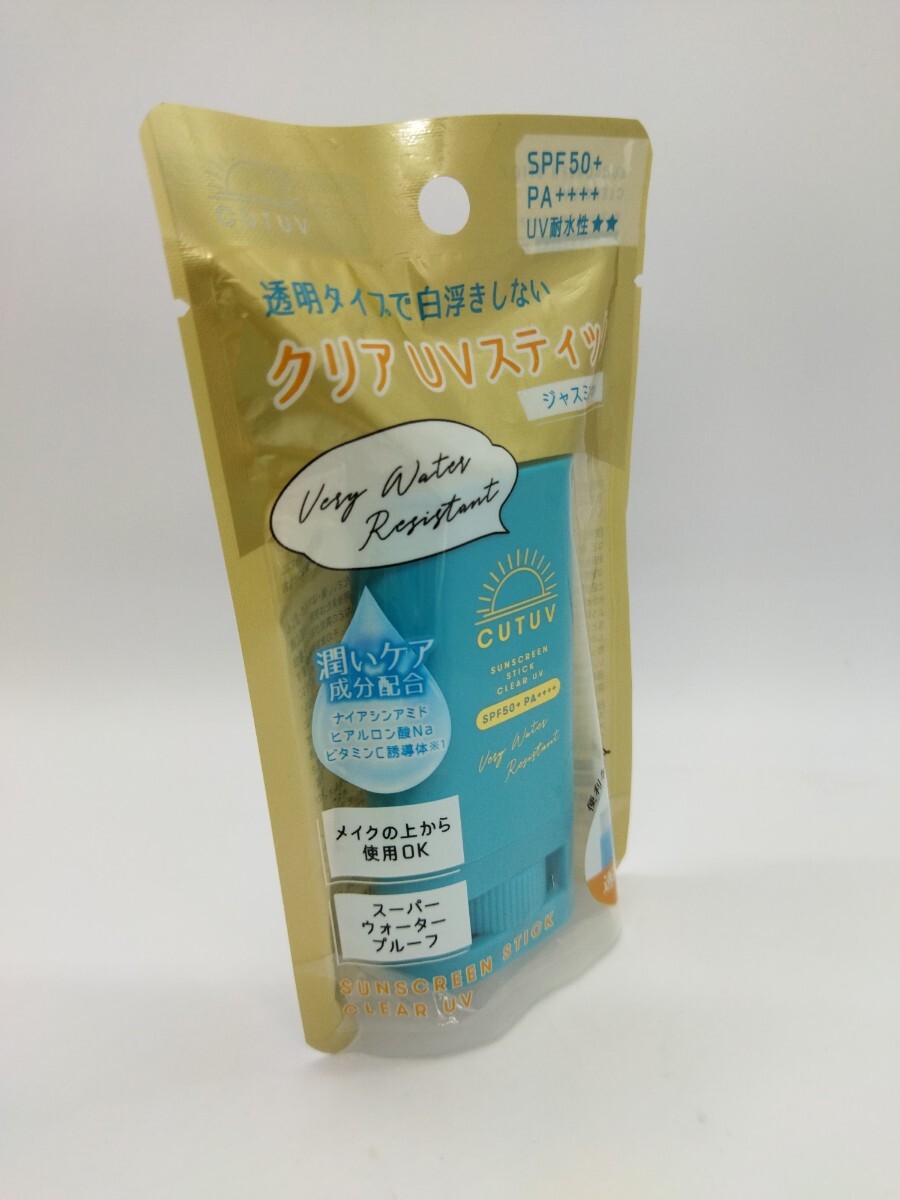 CUTUV
SPF50+
PA++++
UV耐水性★★
透明タイプで白浮きしない
クリアUVスティッ
ジャスミン
Very Water
Resistant
CUTUV
SUNSCREEN
STICK
CLEAR UV
SPF50+ PA++++
Very Water
Resistant
潤いケア
成分配合
ナイアシンアミド
ヒアルロン酸Na
ビタミンC誘導体※1
メイクの上から
使用OK
スーパー
ウォーター
プルーフ
便利
SUNSCREEN STICK
CLEAR UV